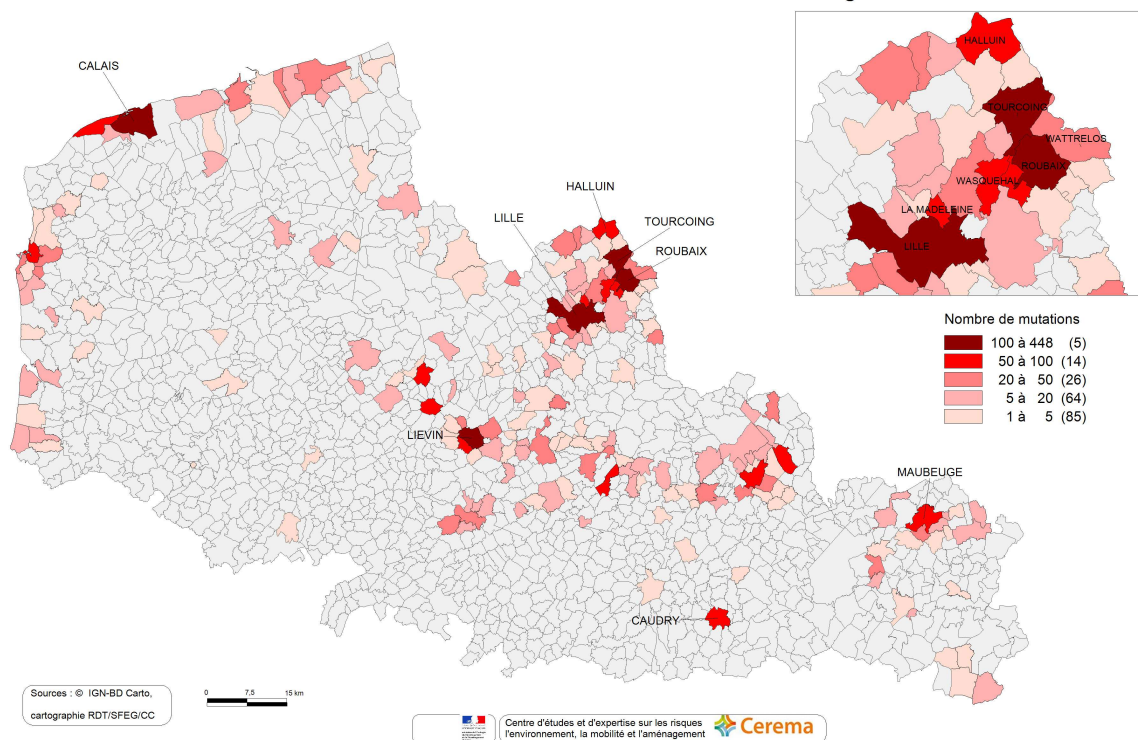 CALAIS
HALLUIN
LILLE
TOURCOING
ROUBAIX
LIEVIN
MAUBEUGE
CAUDRY
HALLUIN
TOURCOING
WATTRELOS
ROUBAIX
WASQUEHAL
LA MADELEINE
LILLE
Nombre de mutations
100 à 448 (5)
50 à 100 (14)
20 à 50 (26)
5 à 20 (64)
1 à 5 (85)
Sources : © IGN-BD Carto,
cartographie RDT/SFEG/CC
0 7,5 15 km
Centre d'études et d'expertise sur les risques
l'environnement, la mobilité et l'aménagement
Cerema